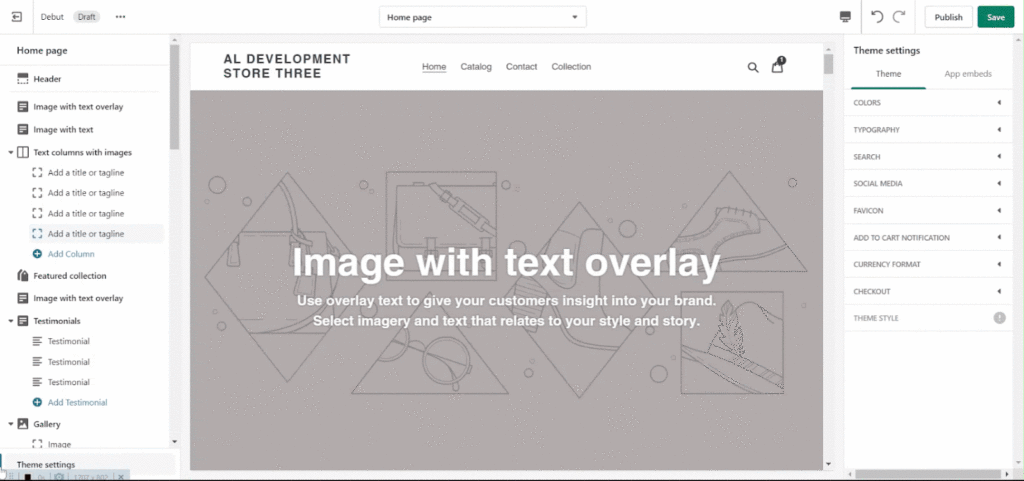 Debut
Draft
Home page
Publish
Save
Home page
Header
Image with text overlay
Image with text
Text columns with images
Add a title or tagline
Add a title or tagline
Add a title or tagline
Add a title or tagline
Add Column
Featured collection
Image with text overlay
Testimonials
Testimonial
Testimonial
Testimonial
Add Testimonial
Gallery
Image
Theme settings
AL DEVELOPMENT
STORE THREE
Home
Catalog
Contact
Collection
1
Image with text overlay
Use overlay text to give your customers insight into your brand.
Select imagery and text that relates to your style and story.
Theme settings
Theme
App embeds
COLORS
TYPOGRAPHY
SEARCH
SOCIAL MEDIA
FAVICON
ADD TO CART NOTIFICATION
CURRENCY FORMAT
CHECKOUT
THEME STYLE